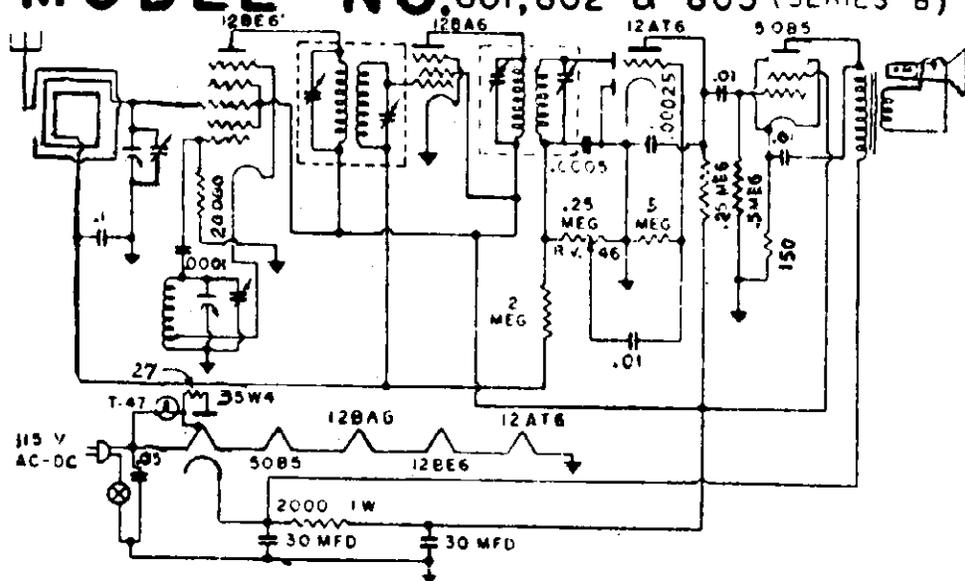 MODEL NO. 801, 802 & 803 (SERIES B)
12BE6
12BA6
12AT6
50B5
.01
.00025
.01
.0005
.25 MEG
.5 MEG
.25 MEG
.5 MEG
20000
.1
R.V. 46
150
.0001
2 MEG
.01
27
35W4
T-47
12BA6
12AT6
115 V
AC-DC
.05
50B5
12BE6
2000 1W
30 MFD
30 MFD